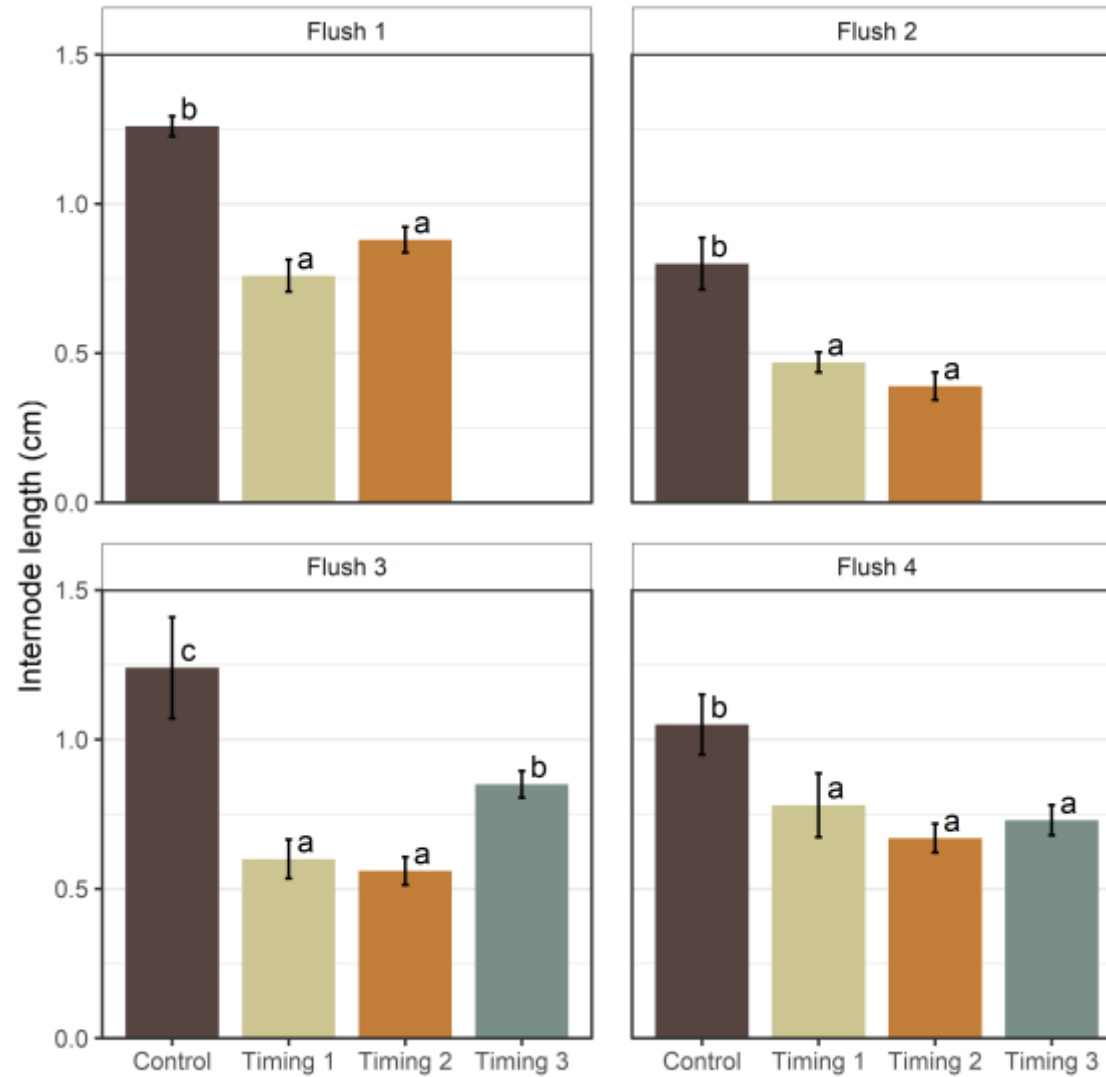 Flush 1
Flush 2
1.5
1.0
0.5
0.0
b
a
a
b
a
a
Internode length (cm)
Flush 3
Flush 4
1.5
1.0
0.5
0.0
c
a
a
b
b
a
a
a
Control Timing 1 Timing 2 Timing 3
Control Timing 1 Timing 2 Timing 3